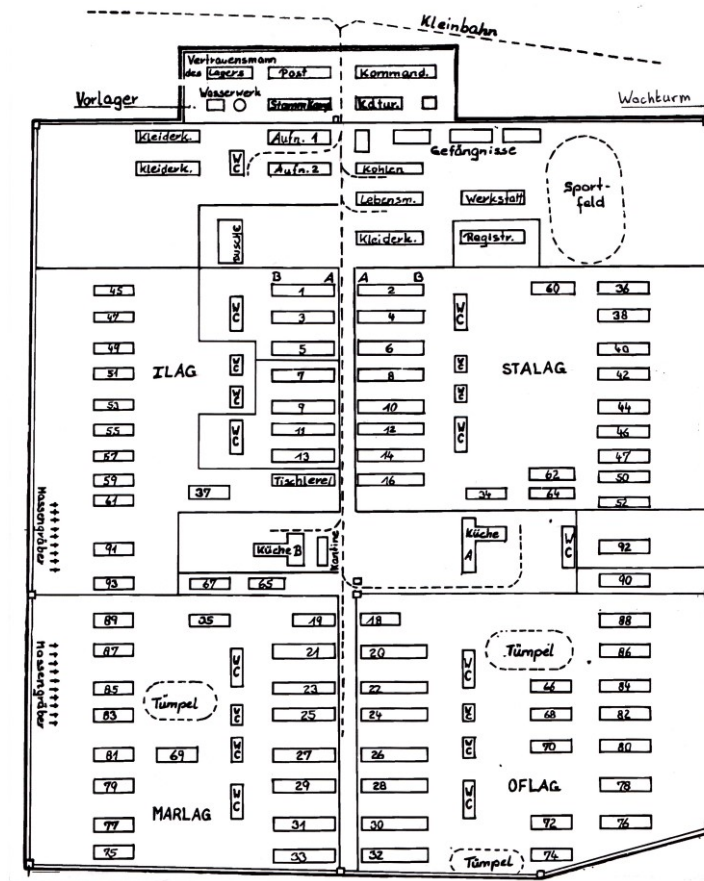 Kleinbahn
Vertrauensmann
des Lagers
Post
Kommand.
Wasserwerk
Vorlager
Kdtur.
Wachturm
Kleiderk.
Aufn. 1
Gefängnisse
Kleiderk.
WC
Aufn. 2
Kohlen
Sport-
feld
Lebensm.
Werkstatt
Dusche
Kleiderk.
Registr.
B A A B
45 1 2 60 36
WC WC
47 3 4 38
49 5 6 40
WC WC
51 ILAG 7 8 STALAG 42
WC WC
53 9 10 44
55 WC 11 12 WC 46
57 13 14 47
59 Tischlerei 16 62 50
61 37 34 64 52
Massengräber
91 Küche B Kantine Küche A WC 92
93 67 65 90
89 35 19 18 88
87 21 20 Tümpel 86
WC WC
Massengräber
85 Tümpel 23 22 66 84
83 WC 25 24 WC 68 82
81 69 WC 27 26 WC 70 80
79 WC 29 28 WC OFLAG 78
MARLAG
77 31 30 72 76
75 33 32 Tümpel 74